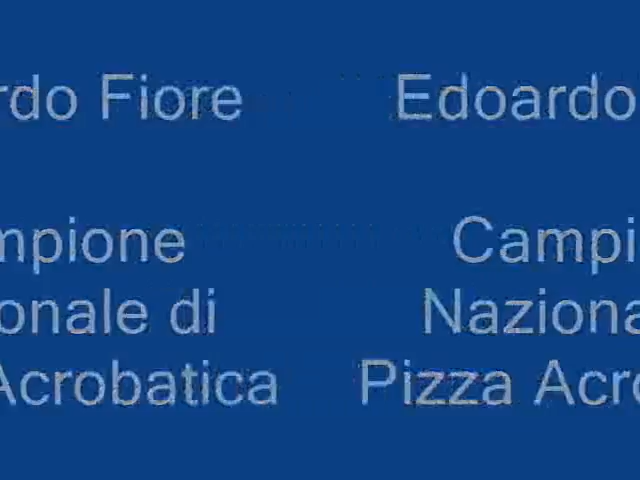 rdo Fiore Edoardo
mpione Campi
onale di Naziona
Acrobatica Pizza Acro